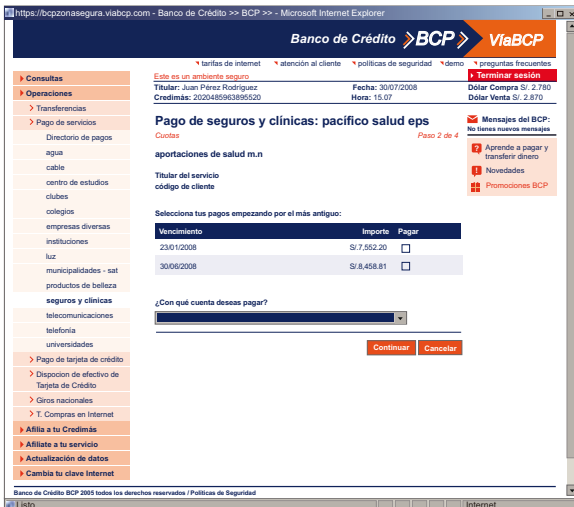 https://bcpzonasegura.viabcp.com - Banco de Crédito >> BCP >> - Microsoft Internet Explorer
Banco de Crédito >BCP> ViaBCP
tarifas de internet atención al cliente políticas de seguridad demo preguntas frecuentes
Consultas
Operaciones
Transferencias
Pago de servicios
Directorio de pagos
agua
cable
centro de estudios
clubes
colegios
empresas diversas
instituciones
luz
municipalidades - sat
productos de belleza
seguros y clínicas
telecomunicaciones
telefonía
universidades
Pago de tarjeta de crédito
Dispocion de efectivo de
Tarjeta de Crédito
Giros nacionales
T. Compras en Internet
Afilia a tu Credimás
Afiliate a tu servicio
Actualización de datos
Cambia tu clave Internet
Este es un ambiente seguro
Titular: Juan Pérez Rodríguez Fecha: 30/07/2008
Credimás: 2020485963895520 Hora: 15.07
Terminar sesión
Dólar Compra S/. 2.780
Dólar Venta S/. 2.870
Pago de seguros y clínicas: pacífico salud eps
Cuotas Paso 2 de 4
aportaciones de salud m.n
Titular del servicio
código de cliente
Selecciona tus pagos empezando por el más antiguo:
Vencimiento Importe Pagar
23/01/2008 S/.7,552.20
30/06/2008 S/.8,458.81
¿Con qué cuenta deseas pagar?
Continuar Cancelar
Mensajes del BCP:
No tienes nuevos mensajes
Aprende a pagar y
transferir dinero
Novedades
Promociones BCP
Banco de Crédito BCP 2005 todos los derechos reservados / Políticas de Seguridad
Listo Internet